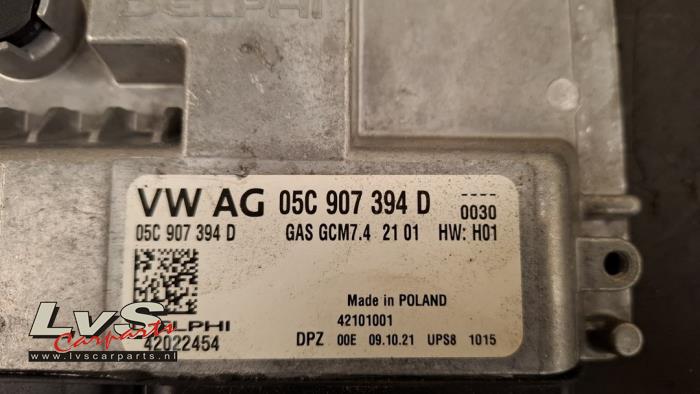 DELPHI
VW AG 05C 907 394 D ----
0030
05C 907 394 D GAS GCM7.4 21 01 HW: H01
Made in POLAND
42101001
DELPHI
42022454 DPZ 00E 09.10.21 UPS8 1015
LvS
Carparts
www.lvscarparts.nl